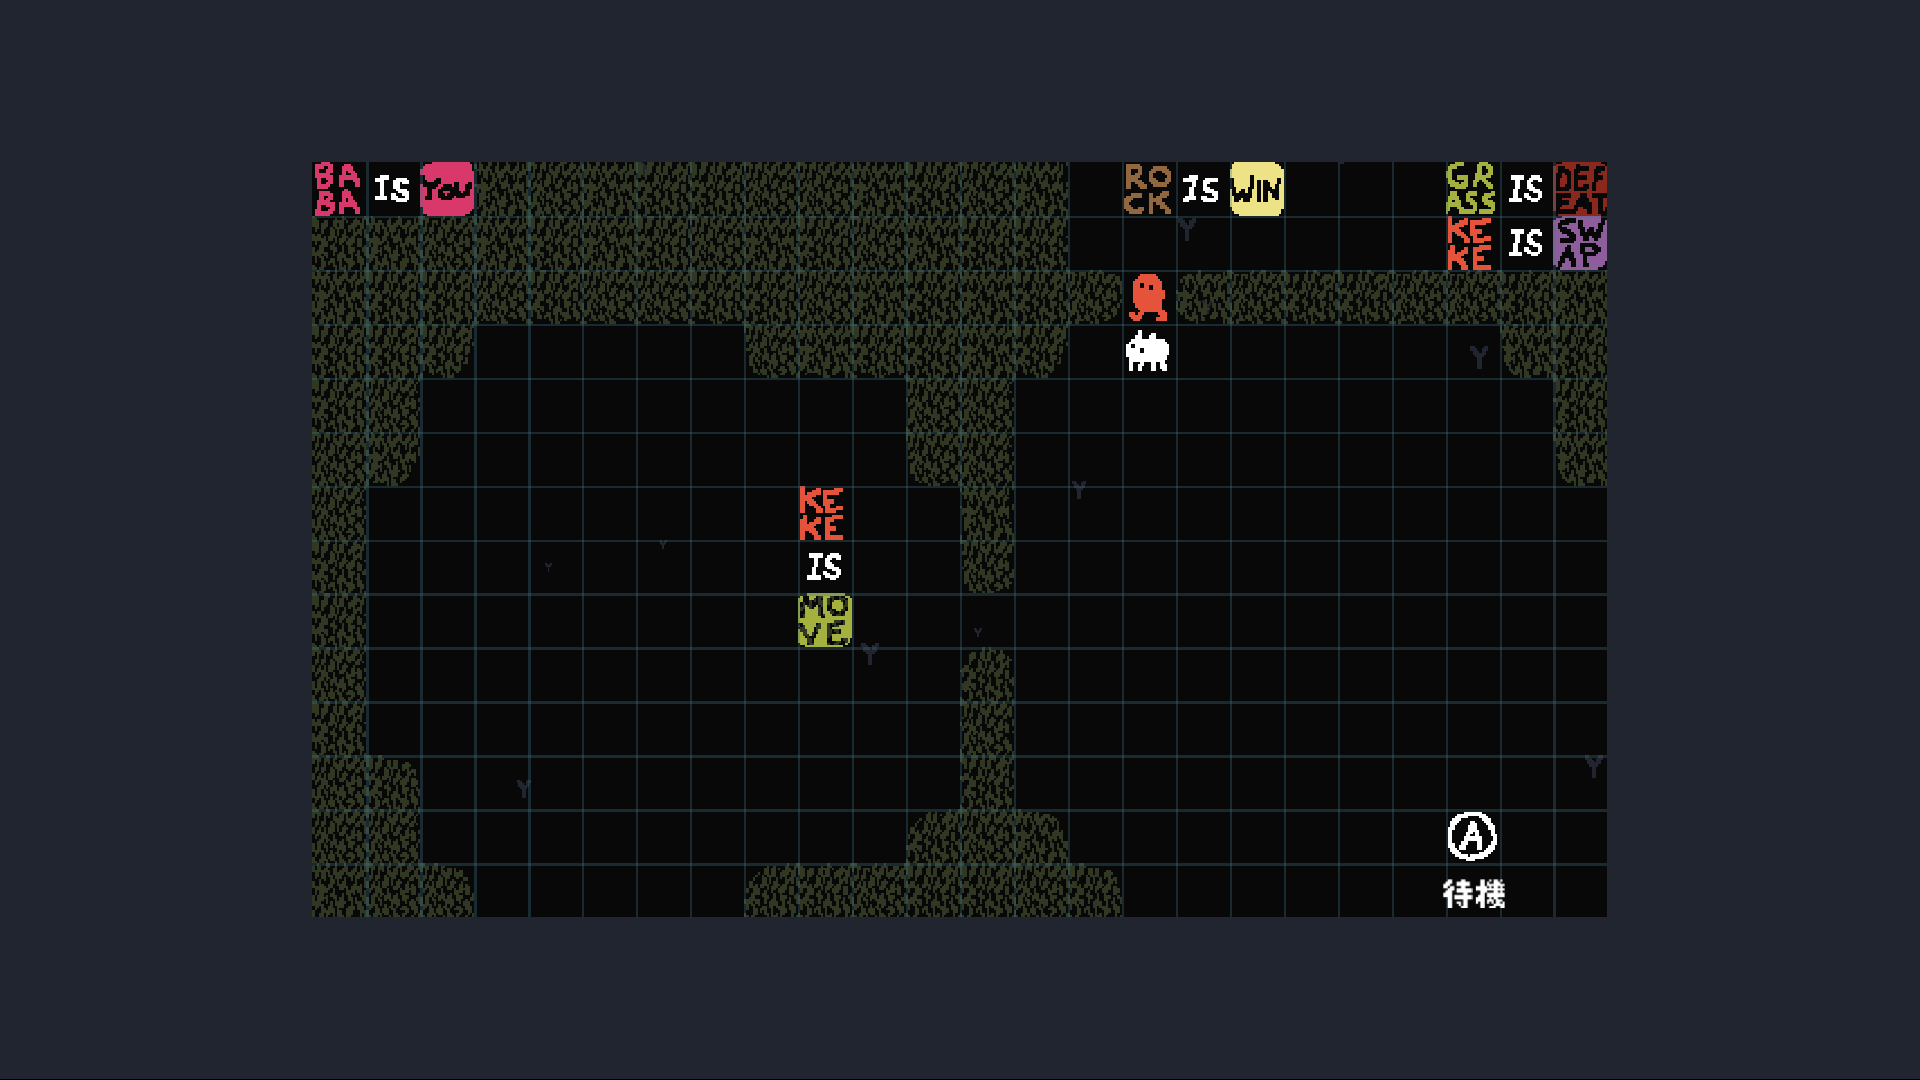 BABA IS YOU ROCK IS WIN GRASS IS DEFEAT
KEKE IS SWAP
KEKE
IS
MOVE
A
待機